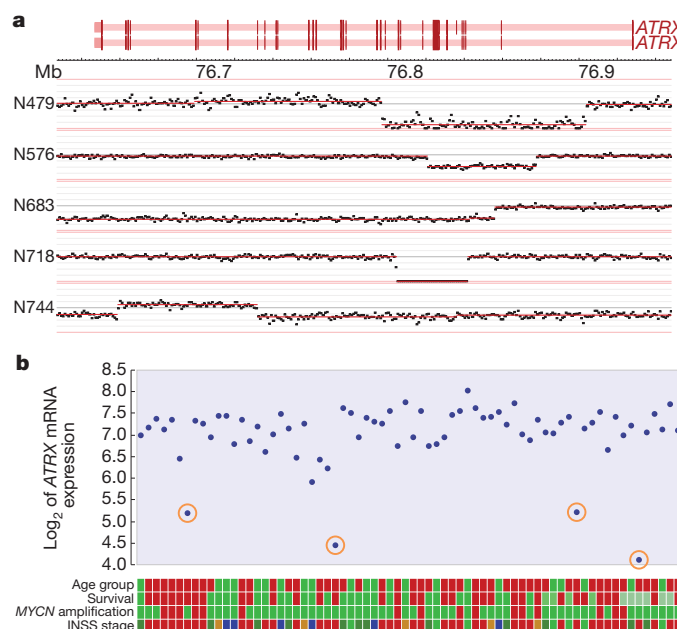 a
ATRX
ATRX
Mb 76.7 76.8 76.9
N479
N576
N683
N718
N744
b
Log2 of ATRX mRNA expression
8.5
8.0
7.5
7.0
6.5
6.0
5.5
5.0
4.5
4.0
Age group
Survival
MYCN amplification
INSS stage